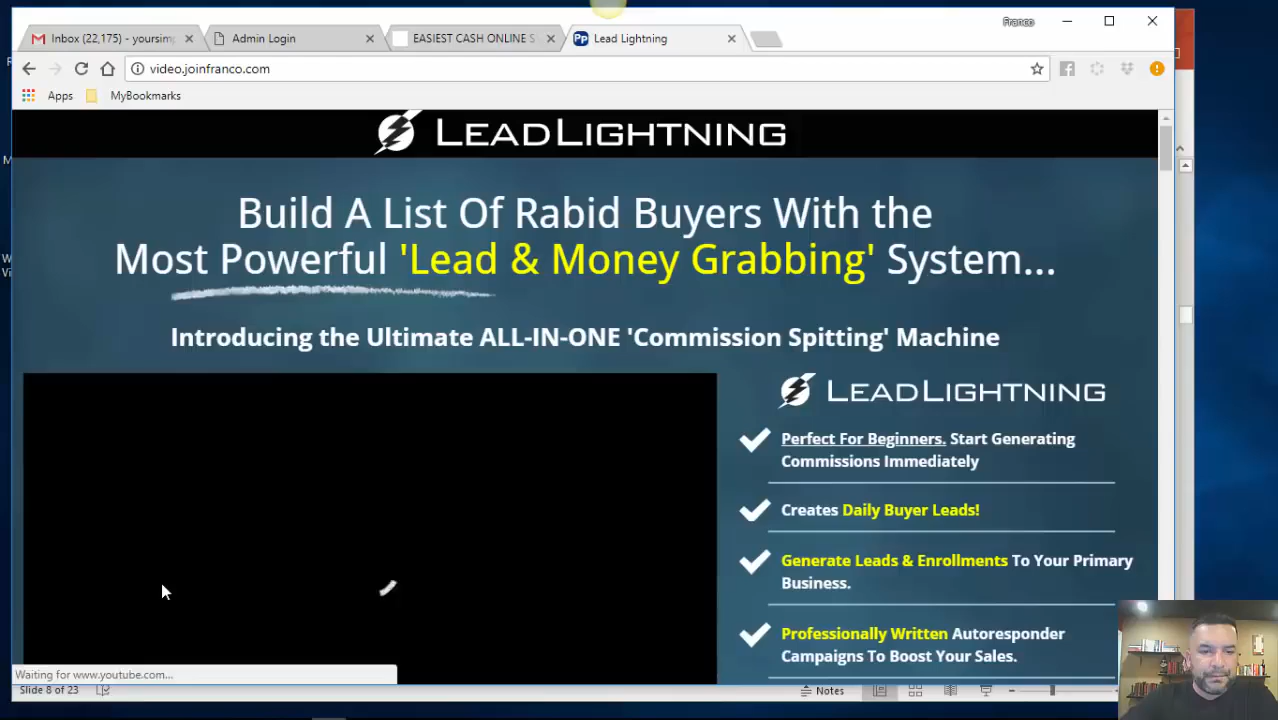 Franco
Inbox (22,175) - yoursimp
Admin Login
EASIEST CASH ONLINE S
Lead Lightning
video.joinfranco.com
Apps
MyBookmarks
LEADLIGHTNING
Build A List Of Rabid Buyers With the
Most Powerful 'Lead & Money Grabbing' System...
Introducing the Ultimate ALL-IN-ONE 'Commission Spitting' Machine
LEADLIGHTNING
Perfect For Beginners. Start Generating
Commissions Immediately
Creates Daily Buyer Leads!
Generate Leads & Enrollments To Your Primary
Business.
Professionally Written Autoresponder
Campaigns To Boost Your Sales.
Waiting for www.youtube.com...
Slide 8 of 23
Notes